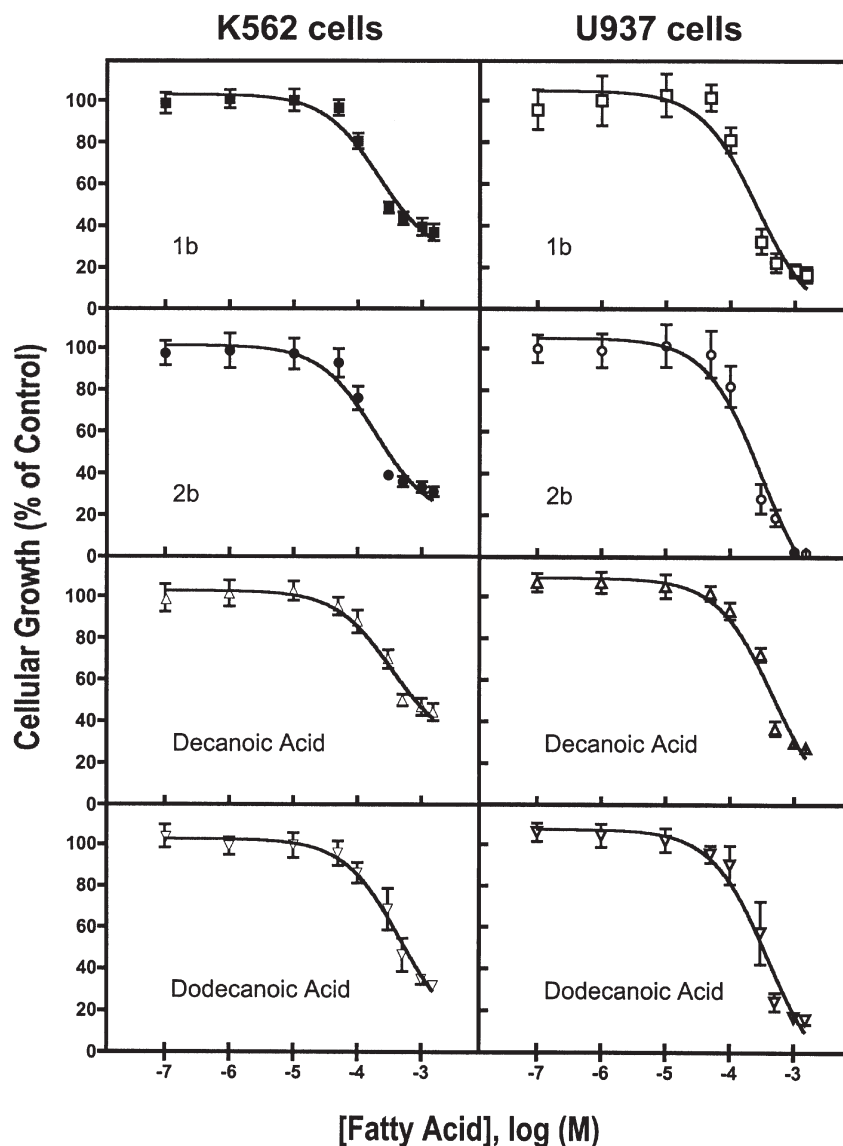 K562 cells
U937 cells
Cellular Growth (% of Control)
100
80
60
40
20
0
1b
1b
100
80
60
40
20
0
2b
2b
100
80
60
40
20
0
Decanoic Acid
Decanoic Acid
100
80
60
40
20
0
Dodecanoic Acid
Dodecanoic Acid
-7 -6 -5 -4 -3
-7 -6 -5 -4 -3
[Fatty Acid], log (M)